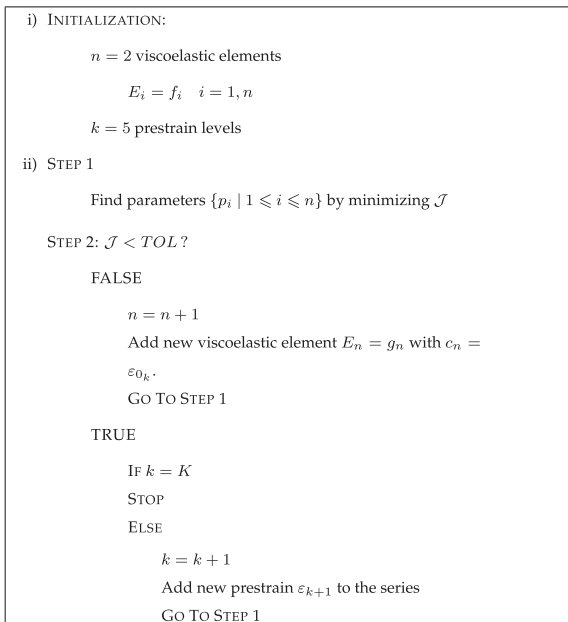 i) INITIALIZATION:
n = 2 viscoelastic elements
E_i = f_i i = 1, n
k = 5 prestrain levels
ii) STEP 1
Find parameters {p_i | 1 ⩽ i ⩽ n} by minimizing 𝒥
STEP 2: 𝒥 < TOL ?
FALSE
n = n + 1
Add new viscoelastic element E_n = g_n with c_n =
ε_{0_k}.
GO TO STEP 1
TRUE
IF k = K
STOP
ELSE
k = k + 1
Add new prestrain ε_{k+1} to the series
GO TO STEP 1